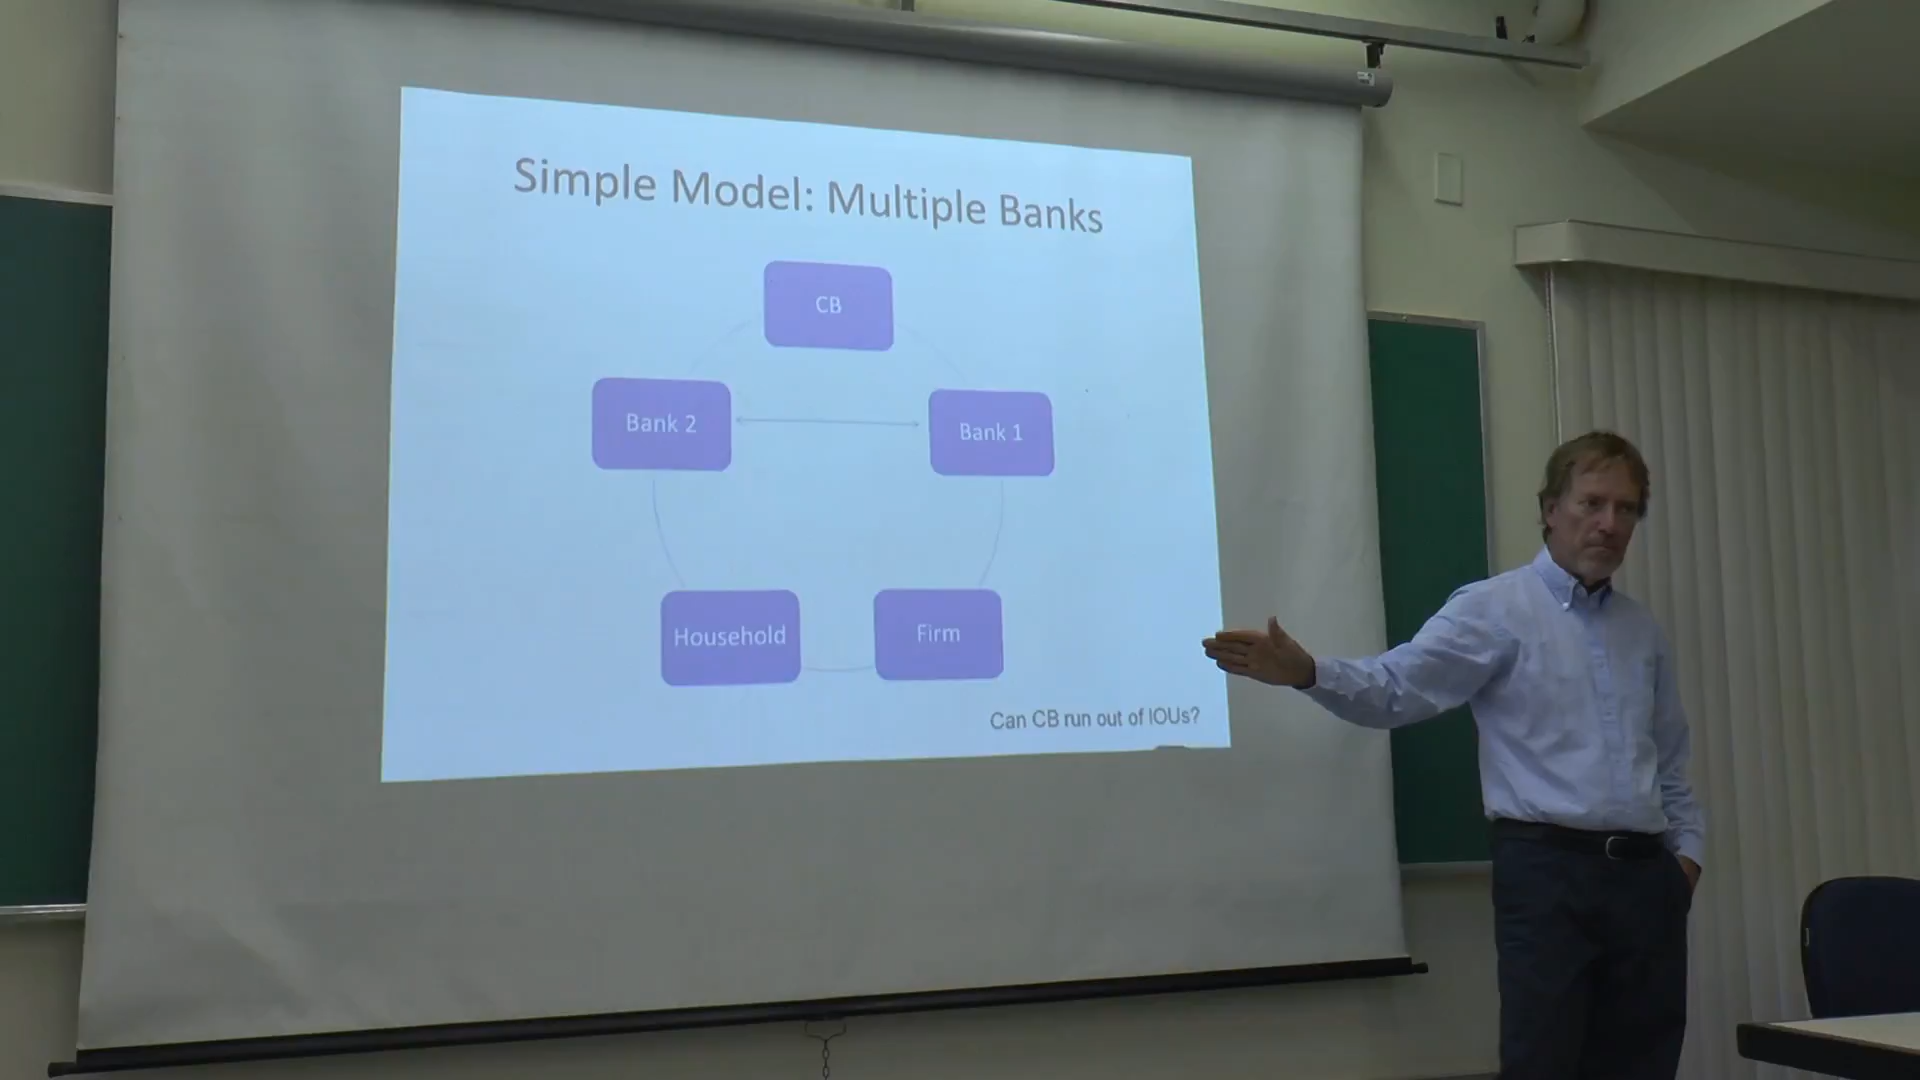 Simple Model: Multiple Banks
CB
Bank 2
Bank 1
Household
Firm
Can CB run out of IOUs?